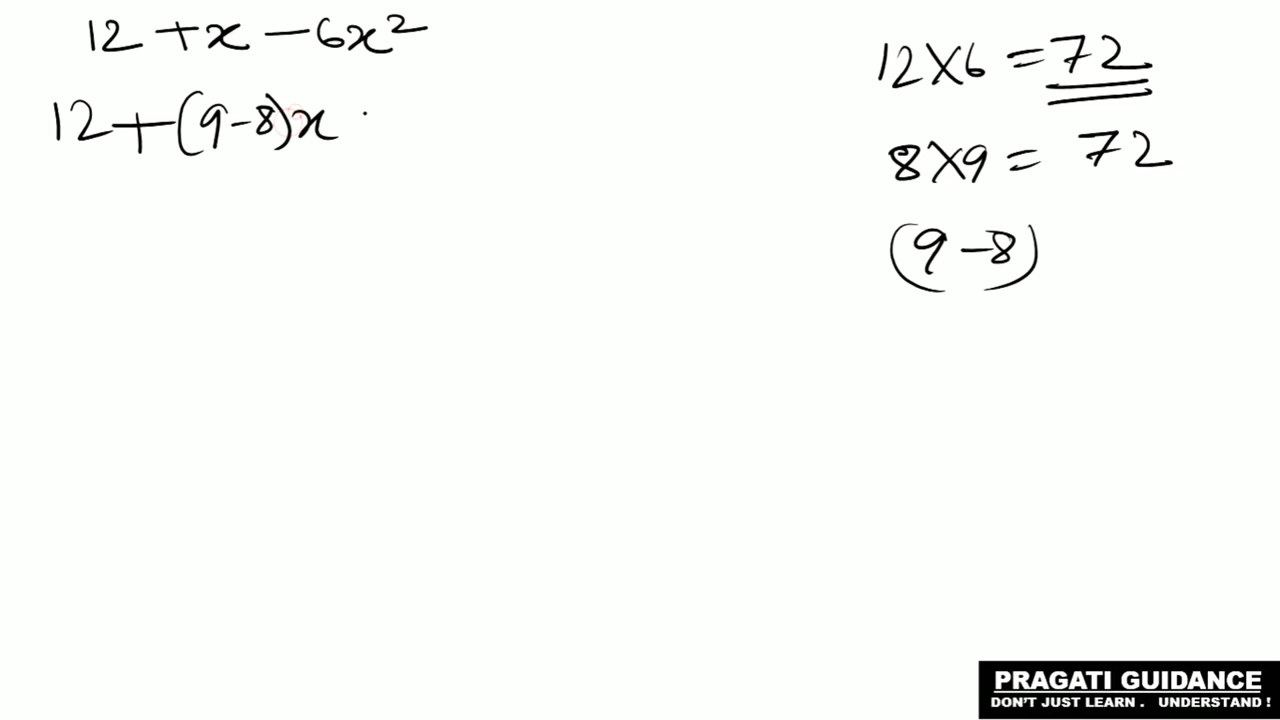 12 + x - 6x²
12 + (9-8)x
12 × 6 = 72
8 × 9 = 72
(9 - 8)
PRAGATI GUIDANCE
DON'T JUST LEARN . UNDERSTAND !